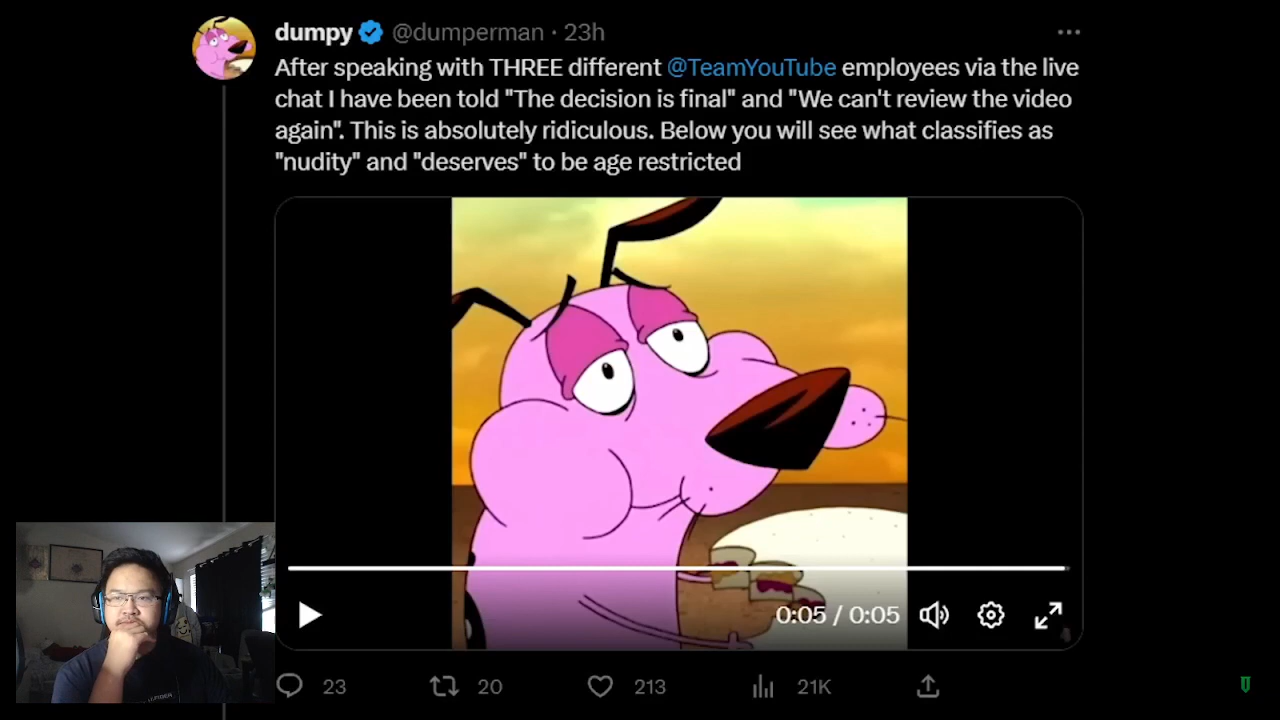 dumpy @dumperman · 23h
After speaking with THREE different @TeamYouTube employees via the live
chat I have been told "The decision is final" and "We can't review the video
again". This is absolutely ridiculous. Below you will see what classifies as
"nudity" and "deserves" to be age restricted
0:05 / 0:05
23 20 213 21K